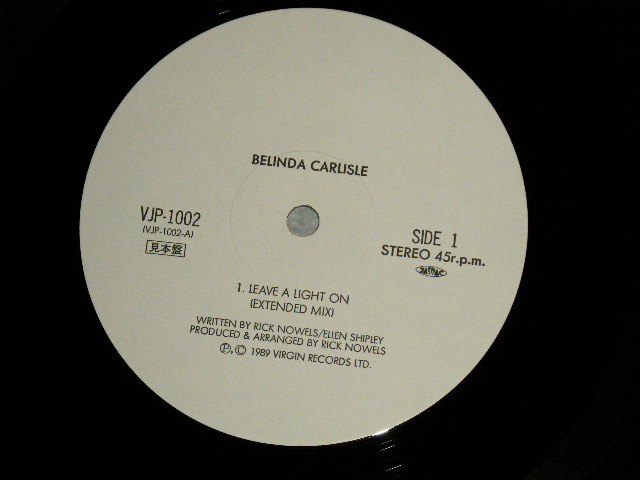 BELINDA CARLISLE
VJP-1002
(VJP-1002-A)
見本盤
SIDE 1
STEREO 45r.p.m.
1. LEAVE A LIGHT ON
(EXTENDED MIX)
WRITTEN BY RICK NOWELS/ELLEN SHIPLEY
PRODUCED & ARRANGED BY RICK NOWELS
℗,© 1989 VIRGIN RECORDS LTD.